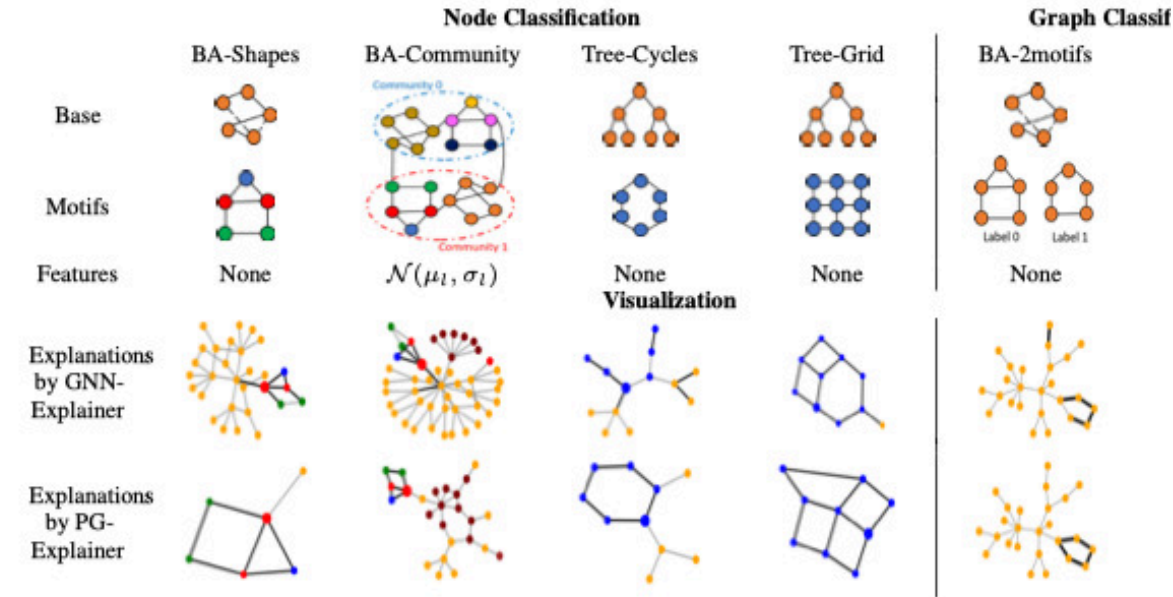 Node Classification
Graph Classif
BA-Shapes BA-Community Tree-Cycles Tree-Grid BA-2motifs
Community 0
Base
Motifs
Community 1
Label 0 Label 1
Features None 𝒩(μₗ, σₗ) None None None
Visualization
Explanations
by GNN-
Explainer
Explanations
by PG-
Explainer